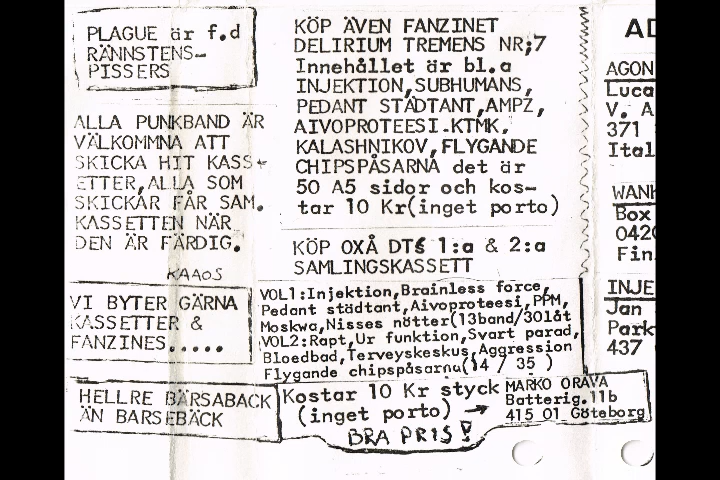 PLAGUE är f.d
RÄNNSTENS-
PISSERS
ALLA PUNKBAND ÄR
VÄLKOMMNA ATT
SKICKA HIT KASS-
ETTER,ALLA SOM
SKICKAR FÅR SAM.
KASSETTEN NÄR
DEN ÄR FÄRDIG.
KAAOS
VI BYTER GÄRNA
KASSETTER &
FANZINES.....
HELLRE BÄRSABACK
ÄN BARSEBÄCK
KÖP ÄVEN FANZINET
DELIRIUM TREMENS NR;7
Innehållet är bl.a
INJEKTION,SUBHUMANS,
PEDANT STÄDTANT,AMPZ,
AIVOPROTEESI.KTMK.
KALASHNIKOV,FLYGANDE
CHIPSPÅSARNA det är
50 A5 sidor och kos-
tar 10 Kr(inget porto)
KÖP OXÅ DTS 1:a & 2:a
SAMLINGSKASSETT
VOL1:Injektion,Brainless force,
Pedant städtant,Aivoproteesi,PPM,
Moskwa,Nisses nötter(13band/30låt
VOL2:Rapt,Ur funktion,Svart parad,
Bloedbad,Terveyskeskus,Aggression
Flygande chipspåsarna(14 / 35 )
Kostar 10 Kr styck
(inget porto) →
BRA PRIS!
MARKO ORAVA
Batterig.11b
415 01 Göteborg
AD
AGON
Luca
V. A
371
Ital
WANK
Box
0420
Fin.
INJE
Jan
Park
437